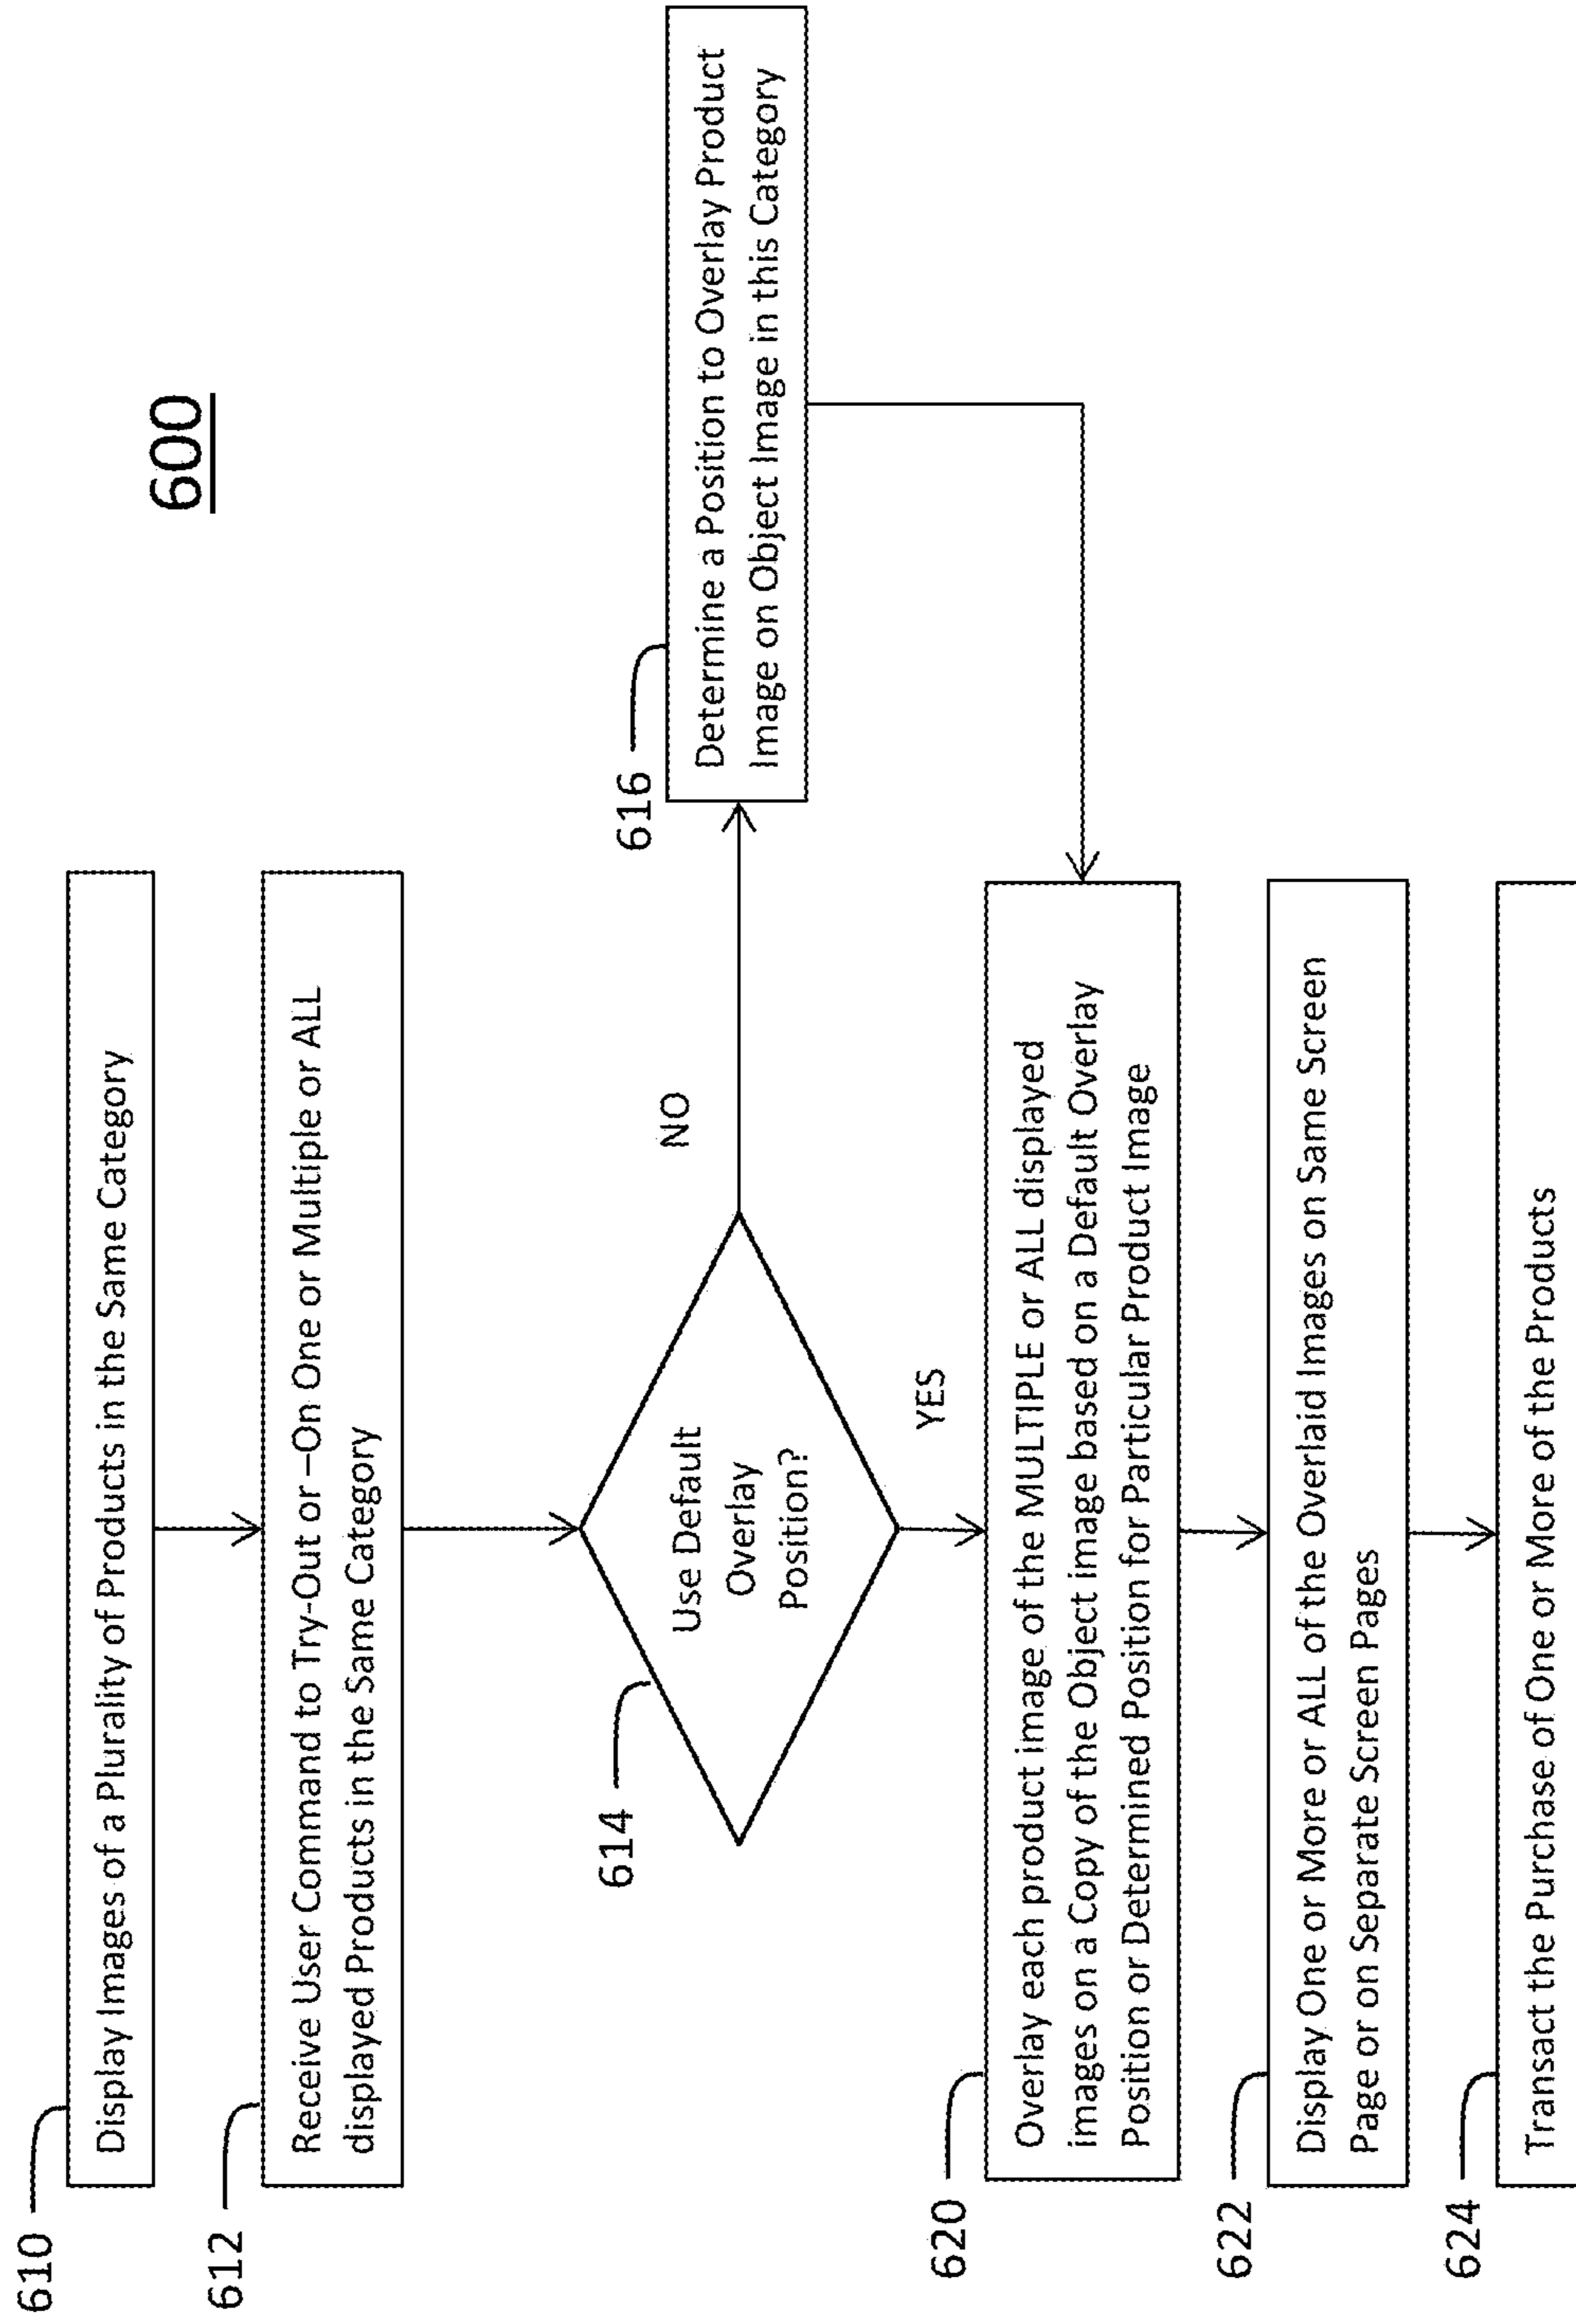 600
610
Display Images of a Plurality of Products in the Same Category
612
Receive User Command to Try-Out or –On One or Multiple or ALL
displayed Products in the Same Category
614
Use Default
Overlay
Position?
NO
616
Determine a Position to Overlay Product
Image on Object Image in this Category
YES
620
Overlay each product image of the MULTIPLE or ALL displayed
images on a Copy of the Object image based on a Default Overlay
Position or Determined Position for Particular Product Image
622
Display One or More or ALL of the Overlaid Images on Same Screen
Page or on Separate Screen Pages
624
Transact the Purchase of One or More of the Products